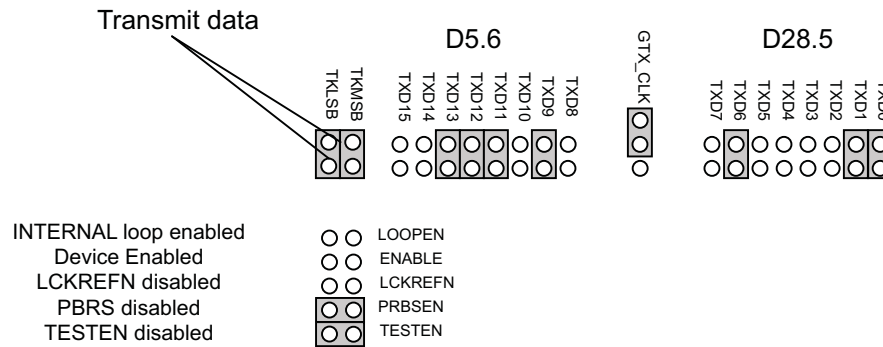 Transmit data
D5.6
D28.5
TKLSB
TKMSB
TXD15
TXD14
TXD13
TXD12
TXD11
TXD10
TXD9
TXD8
GTX_CLK
TXD7
TXD6
TXD5
TXD4
TXD3
TXD2
TXD1
INTERNAL loop enabled
LOOPEN
Device Enabled
ENABLE
LCKREFN disabled
LCKREFN
PBRS disabled
PRBSEN
TESTEN disabled
TESTEN